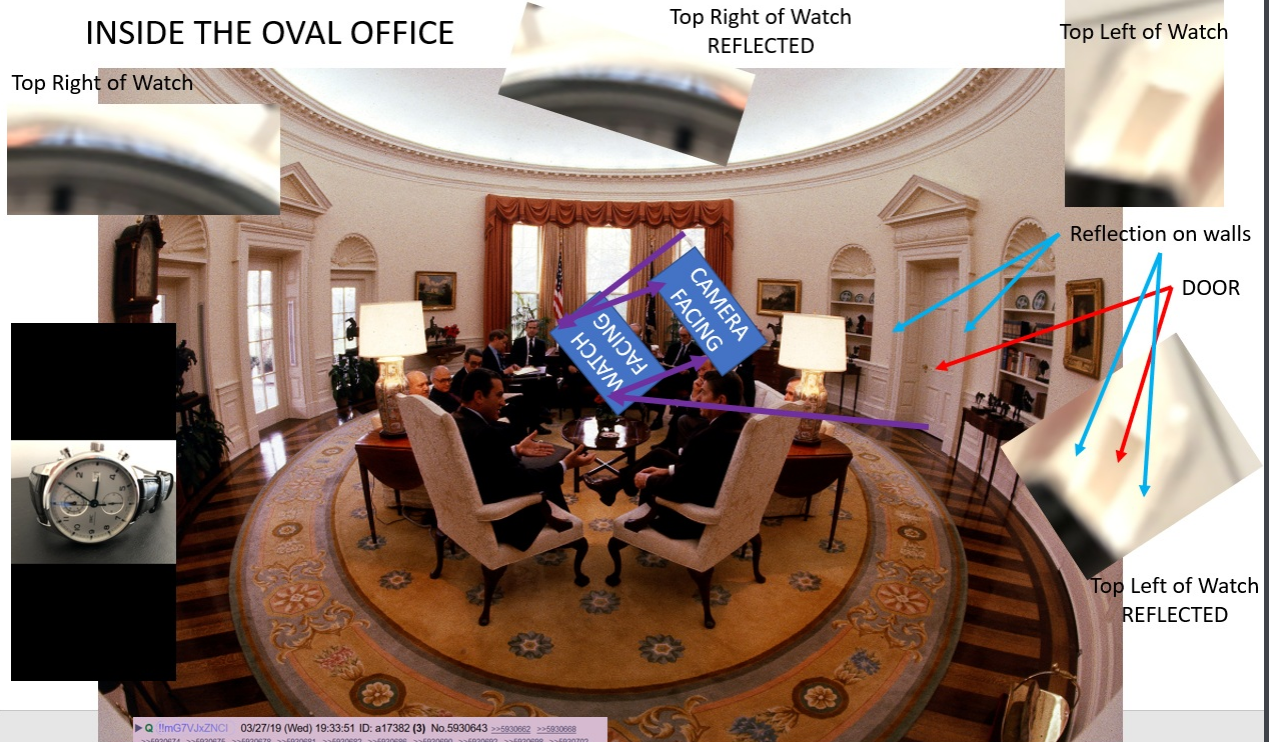 INSIDE THE OVAL OFFICE
Top Right of Watch
REFLECTED
Top Left of Watch
Top Right of Watch
Reflection on walls
DOOR
CAMERA
FACING
WATCH
FACING
Top Left of Watch
REFLECTED
Q !!mG7VJxZNCI 03/27/19 (Wed) 19:33:51 ID: a17382 (3) No.5930643 >>5930662 >>5930668